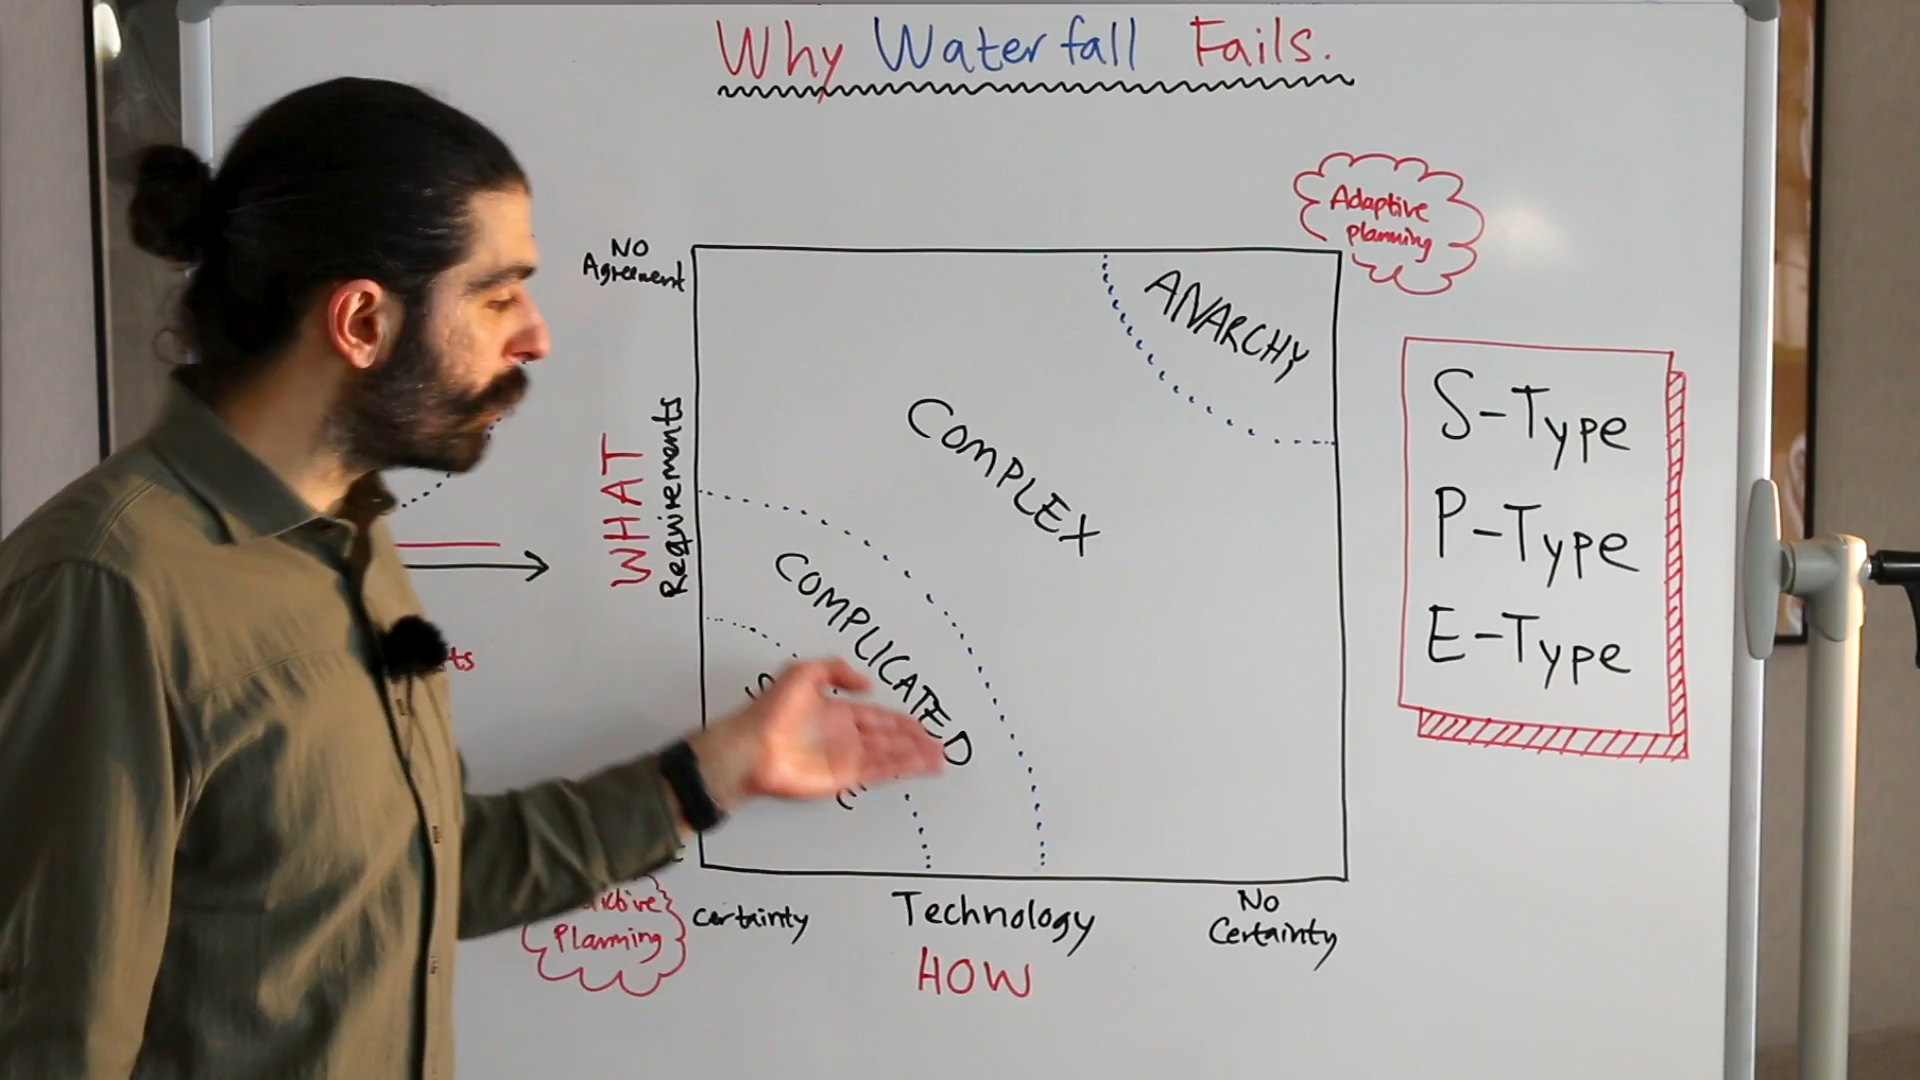 Why Waterfall Fails.
Adaptive
planning
NO
Agreement
ANARCHY
COMPLEX
COMPLICATED
WHAT
Requirements
S-Type
P-Type
E-Type
Planning
Certainty
Technology
HOW
No
Certainty